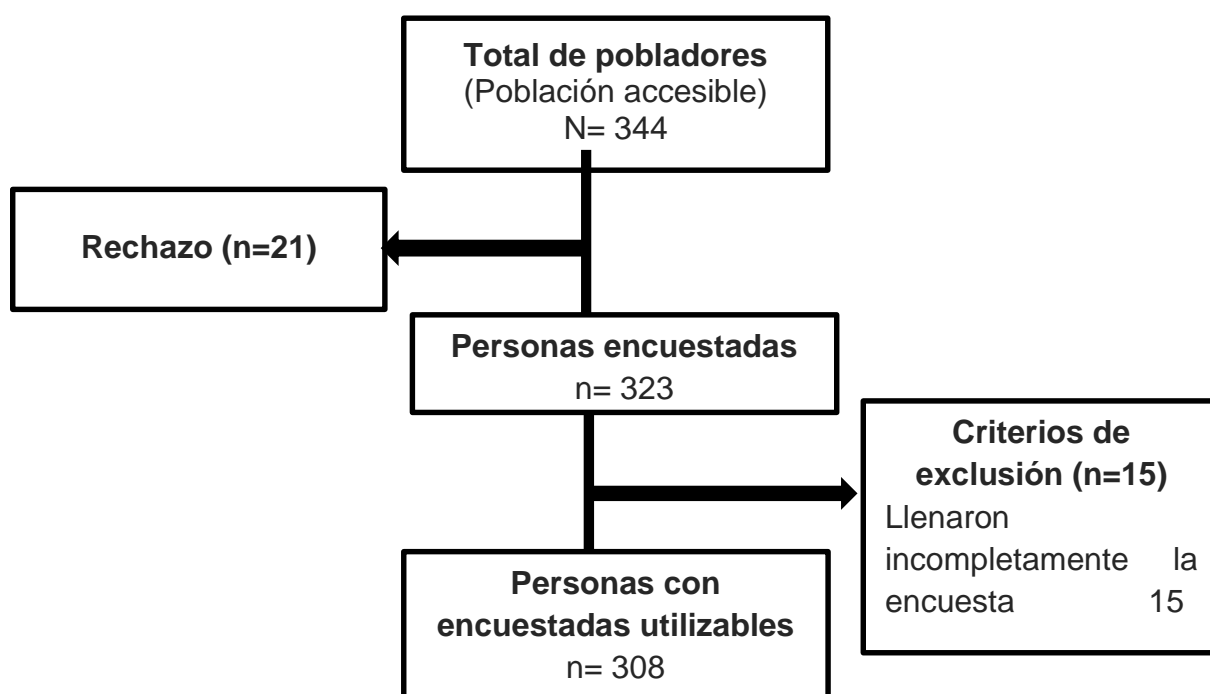 Total de pobladores
(Población accesible)
N= 344
Rechazo (n=21)
Personas encuestadas
n= 323
Criterios de
exclusión (n=15)
Llenaron
incompletamente la
encuesta 15
Personas con
encuestadas utilizables
n= 308